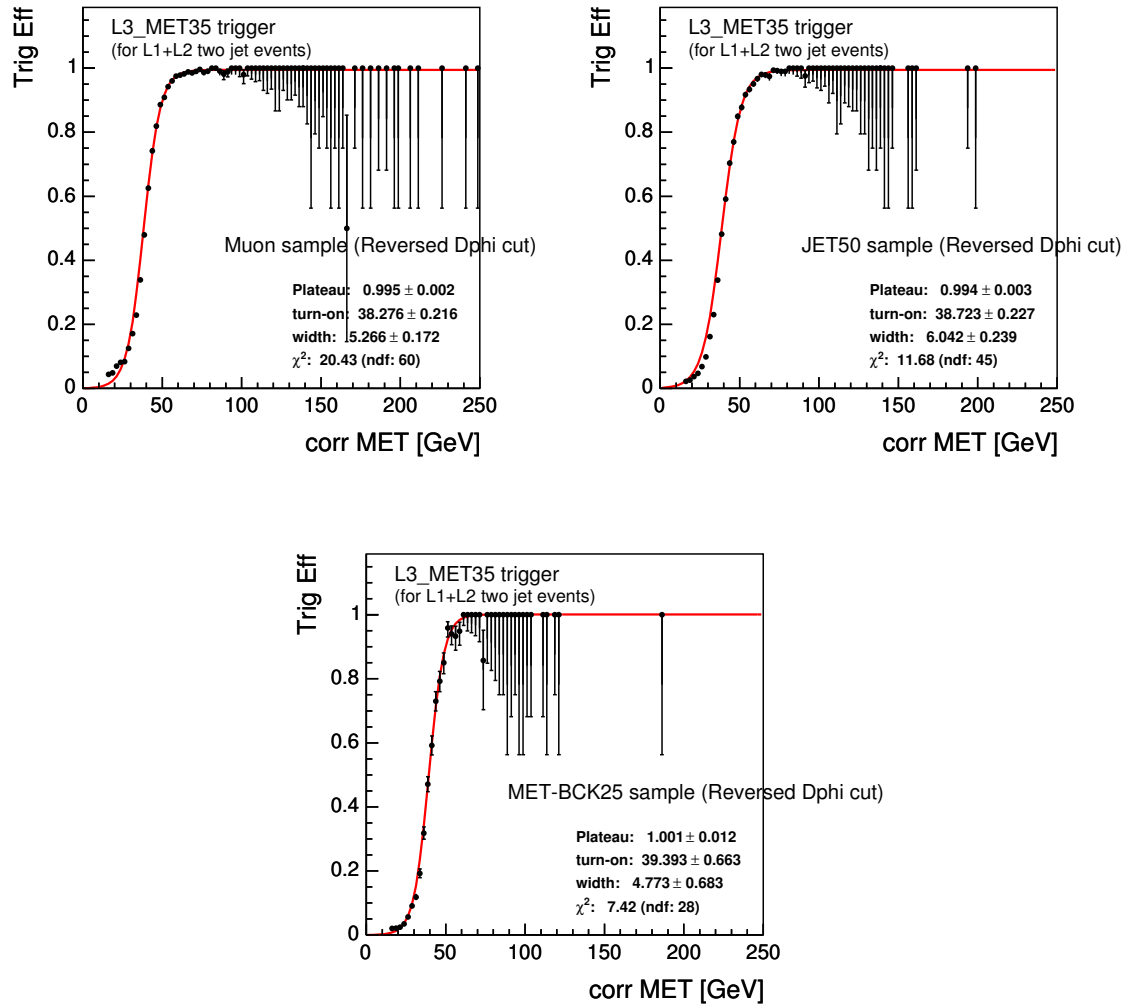 L3_MET35 trigger
(for L1+L2 two jet events)
Trig Eff
1
0.8
0.6
0.4
0.2
0
Muon sample (Reversed Dphi cut)
Plateau: 0.995 ± 0.002
turn-on: 38.276 ± 0.216
width: 5.266 ± 0.172
χ²: 20.43 (ndf: 60)
0 50 100 150 200 250
corr MET [GeV]
L3_MET35 trigger
(for L1+L2 two jet events)
Trig Eff
1
0.8
0.6
0.4
0.2
0
JET50 sample (Reversed Dphi cut)
Plateau: 0.994 ± 0.003
turn-on: 38.723 ± 0.227
width: 6.042 ± 0.239
χ²: 11.68 (ndf: 45)
0 50 100 150 200 250
corr MET [GeV]
L3_MET35 trigger
(for L1+L2 two jet events)
Trig Eff
1
0.8
0.6
0.4
0.2
0
MET-BCK25 sample (Reversed Dphi cut)
Plateau: 1.001 ± 0.012
turn-on: 39.393 ± 0.663
width: 4.773 ± 0.683
χ²: 7.42 (ndf: 28)
0 50 100 150 200 250
corr MET [GeV]